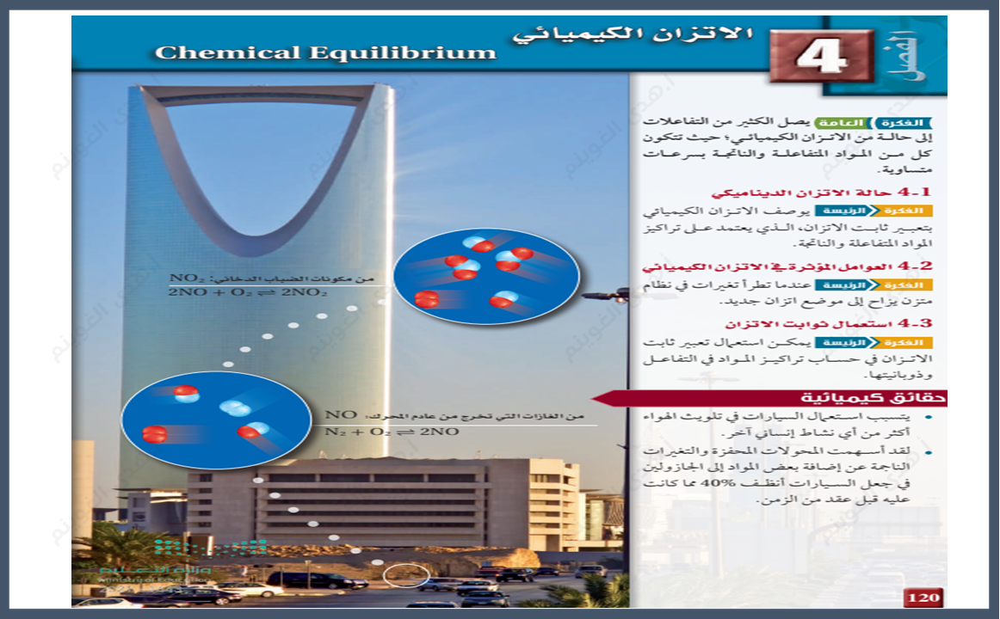 الفصل 4
الاتزان الكيميائي
Chemical Equilibrium
الفكرة العامة يصل الكثير من التفاعلات
إلى حالة من الاتزان الكيميائي؛ حيث تتكون
كل من المواد المتفاعلة والناتجة بسرعات
متساوية.
4-1 حالة الاتزان الديناميكي
الفكرة الرئيسة يوصف الاتزان الكيميائي
بتعبير ثابت الاتزان، الذي يعتمد على تراكيز
المواد المتفاعلة والناتجة.
4-2 العوامل المؤثرة في الاتزان الكيميائي
الفكرة الرئيسة عندما تطرأ تغيرات في نظام
متزن يزاح إلى موضع اتزان جديد.
4-3 استعمال ثوابت الاتزان
الفكرة الرئيسة يمكن استعمال تعبير ثابت
الاتزان في حساب تراكيز المواد في التفاعل
وذوبانيتها.
حقائق كيميائية
• يتسبب استعمال السيارات في تلويث الهواء
أكثر من أي نشاط إنساني آخر.
• لقد أسهمت المحولات المحفزة والتغيرات
الناجمة عن إضافة بعض المواد إلى الجازولين
في جعل السيارات أنظف %40 مما كانت
عليه قبل عقد من الزمن.
من مكونات الضباب الدخاني: NO₂
2NO + O₂ ⇌ 2NO₂
من الغازات التي تخرج من عادم المحرك: NO
N₂ + O₂ ⇌ 2NO
وزارة التعليم
Ministry of Education
120
أ.هدى الغوينم